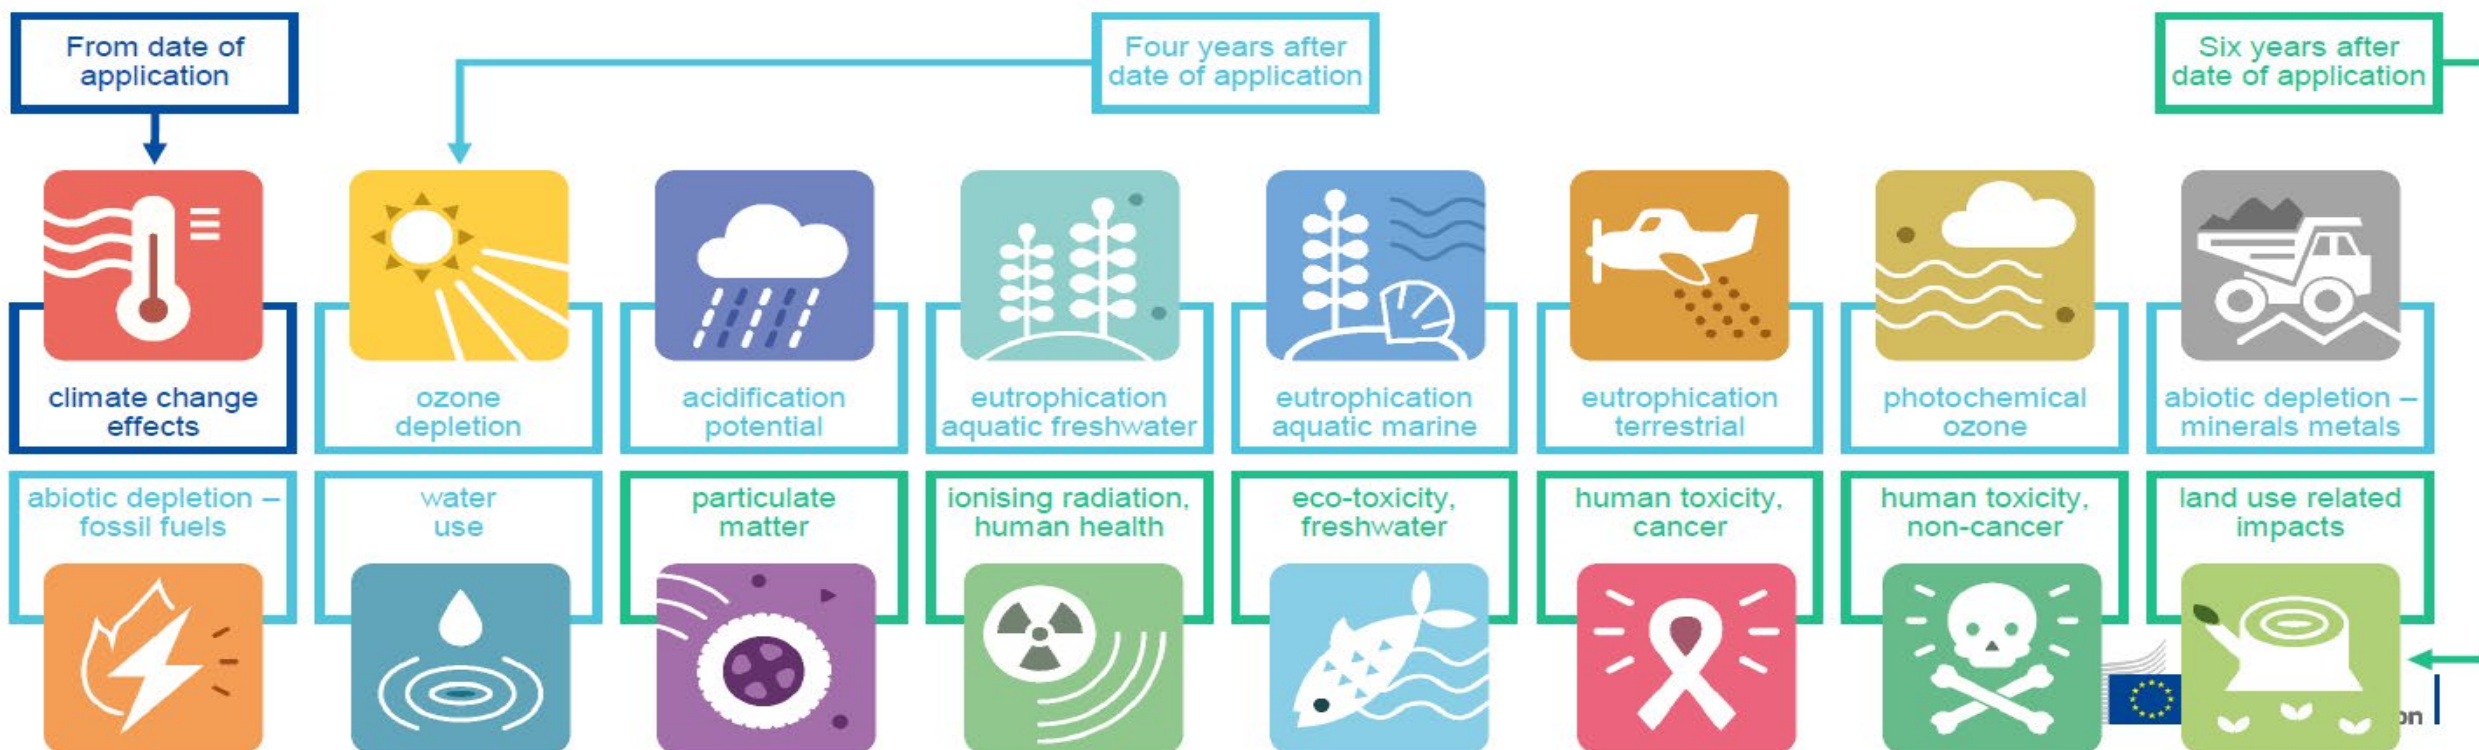 From date of
application
Four years after
date of application
Six years after
date of application
climate change
effects
ozone
depletion
acidification
potential
eutrophication
aquatic freshwater
eutrophication
aquatic marine
eutrophication
terrestrial
photochemical
ozone
abiotic depletion –
minerals metals
abiotic depletion –
fossil fuels
water
use
particulate
matter
ionising radiation,
human health
eco-toxicity,
freshwater
human toxicity,
cancer
human toxicity,
non-cancer
land use related
impacts